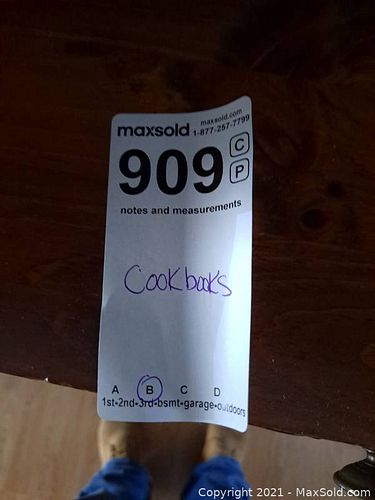 maxsold.com
maxsold 1-877-257-7799
909 C
P
notes and measurements
Cookbooks
A B C D
1st-2nd-3rd-bsmt-garage-outdoors
Copyright 2021 - MaxSold.com